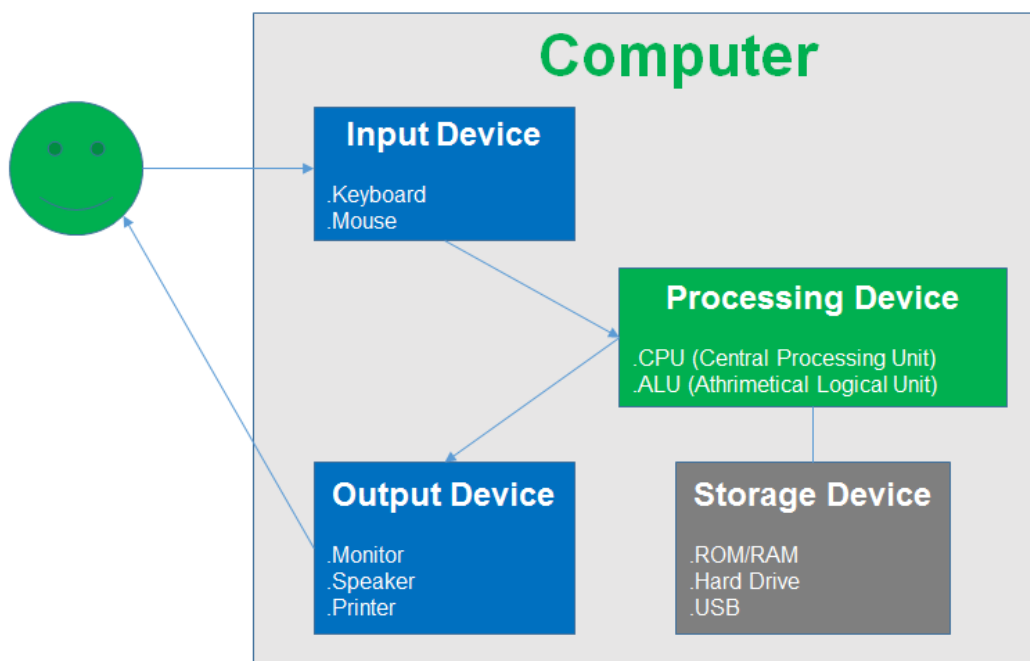 Computer
Input Device
.Keyboard
.Mouse
Processing Device
.CPU (Central Processing Unit)
.ALU (Athrimetical Logical Unit)
Output Device
.Monitor
.Speaker
.Printer
Storage Device
.ROM/RAM
.Hard Drive
.USB